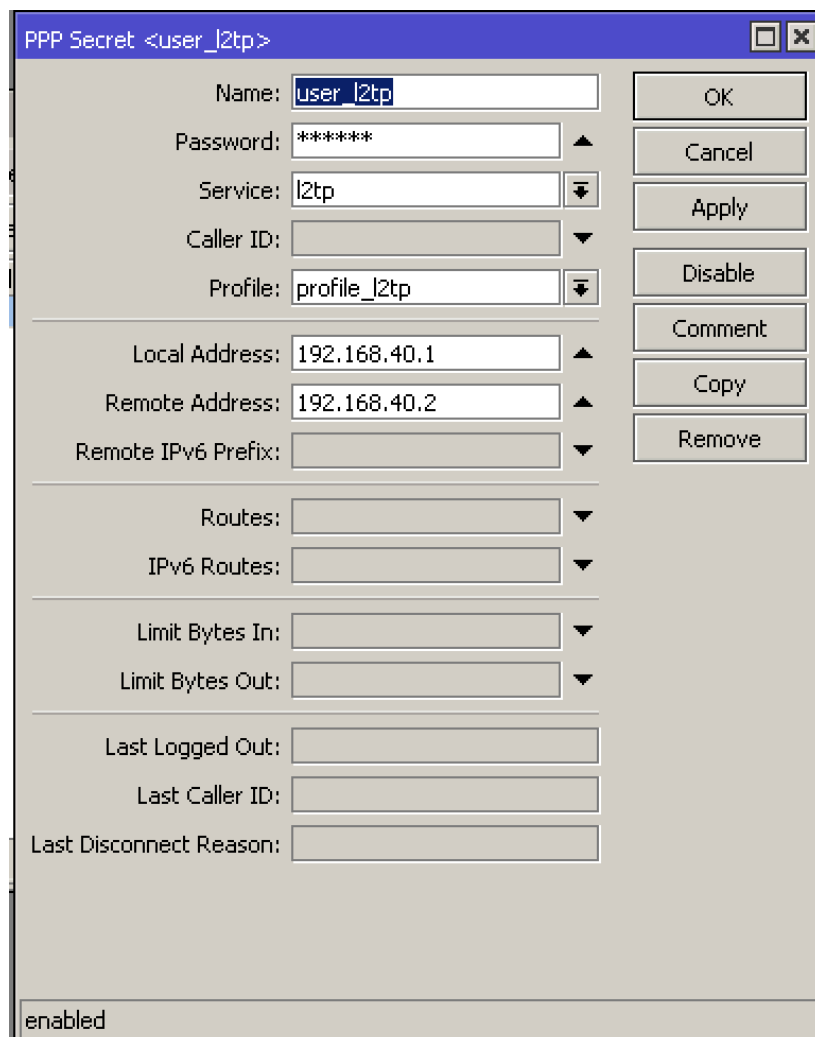 PPP Secret <user_l2tp>
Name: user_l2tp
OK
Password: ******
Cancel
Service: l2tp
Apply
Caller ID:
Profile: profile_l2tp
Disable
Comment
Local Address: 192.168.40.1
Copy
Remote Address: 192.168.40.2
Remove
Remote IPv6 Prefix:
Routes:
IPv6 Routes:
Limit Bytes In:
Limit Bytes Out:
Last Logged Out:
Last Caller ID:
Last Disconnect Reason:
enabled